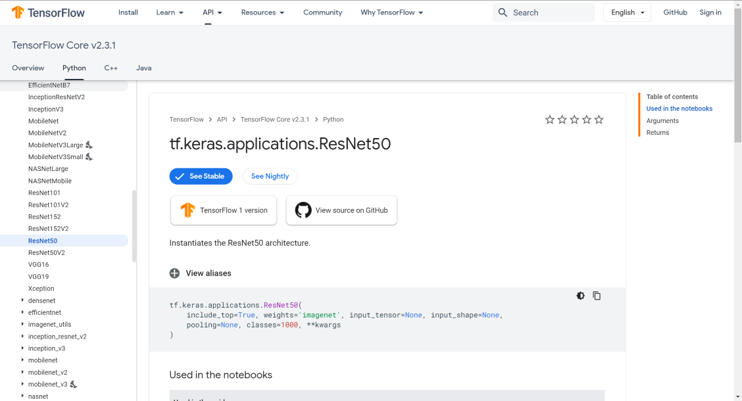 TensorFlow
Install
Learn
API
Resources
Community
Why TensorFlow
Search
English
GitHub
Sign in
TensorFlow Core v2.3.1
Overview
Python
C++
Java
EfficientNetB7
InceptionResNetV2
InceptionV3
MobileNet
MobileNetV2
MobileNetV3Large
MobileNetV3Small
NASNetLarge
NASNetMobile
ResNet101
ResNet101V2
ResNet152
ResNet152V2
ResNet50
ResNet50V2
VGG16
VGG19
Xception
densenet
efficientnet
imagenet_utils
inception_resnet_v2
inception_v3
mobilenet
mobilenet_v2
mobilenet_v3
nasnet
TensorFlow > API > TensorFlow Core v2.3.1 > Python
tf.keras.applications.ResNet50
See Stable
See Nightly
TensorFlow 1 version
View source on GitHub
Instantiates the ResNet50 architecture.
View aliases
tf.keras.applications.ResNet50(
include_top=True, weights='imagenet', input_tensor=None, input_shape=None,
pooling=None, classes=1000, **kwargs
)
Used in the notebooks
Table of contents
Used in the notebooks
Arguments
Returns